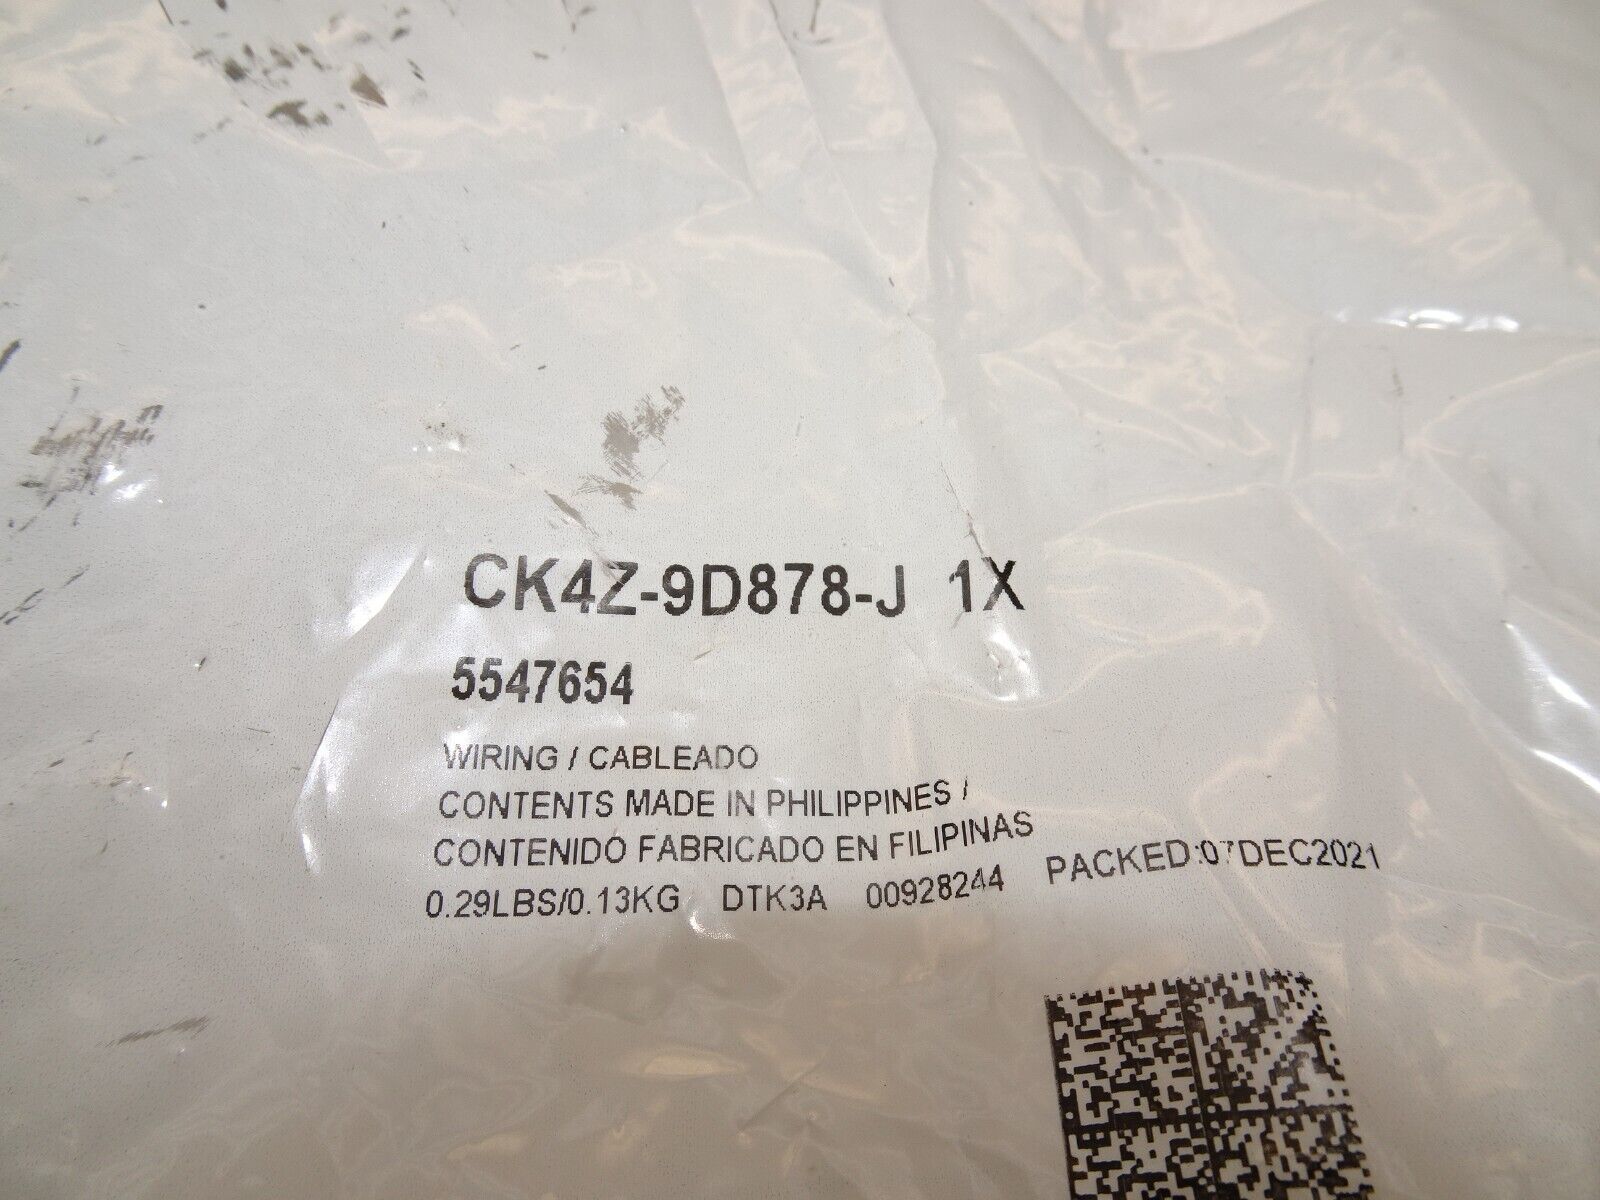 CK4Z-9D878-J 1X
5547654
WIRING / CABLEADO
CONTENTS MADE IN PHILIPPINES /
CONTENIDO FABRICADO EN FILIPINAS
0.29LBS/0.13KG DTK3A 00928244 PACKED:07DEC2021